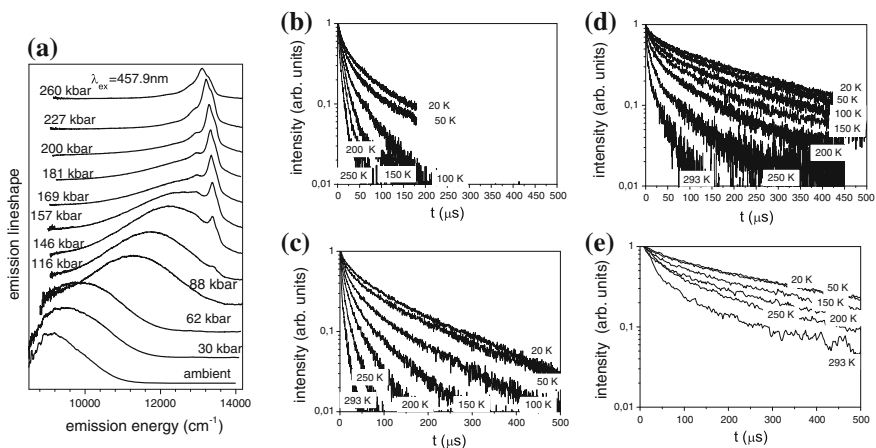 (a)
λex=457.9nm
260 kbar
227 kbar
200 kbar
181 kbar
169 kbar
157 kbar
146 kbar
116 kbar
88 kbar
62 kbar
30 kbar
ambient
emission lineshape
10000 12000 14000
emission energy (cm-1)
(b)
intensity (arb. units)
1
0,1
0,01
20 K
50 K
200 K
250 K
150 K
100 K
0 50 100 150 200 250 300 350 400 450 500
t (μs)
(c)
intensity (arb. units)
1
0,1
0,01
20 K
50 K
250 K
293 K
200 K
150 K
100 K
0 100 200 300 400 500
t (μs)
(d)
intensity (arb. units)
1
0,1
0,01
20 K
50 K
100 K
150 K
200 K
293 K
250 K
0 50 100 150 200 250 300 350 400 450 500
t (μs)
(e)
intensity (arb. units)
1
0,1
0,01
20 K
50 K
150 K
250 K
200 K
293 K
0 100 200 300 400 500
t (μs)